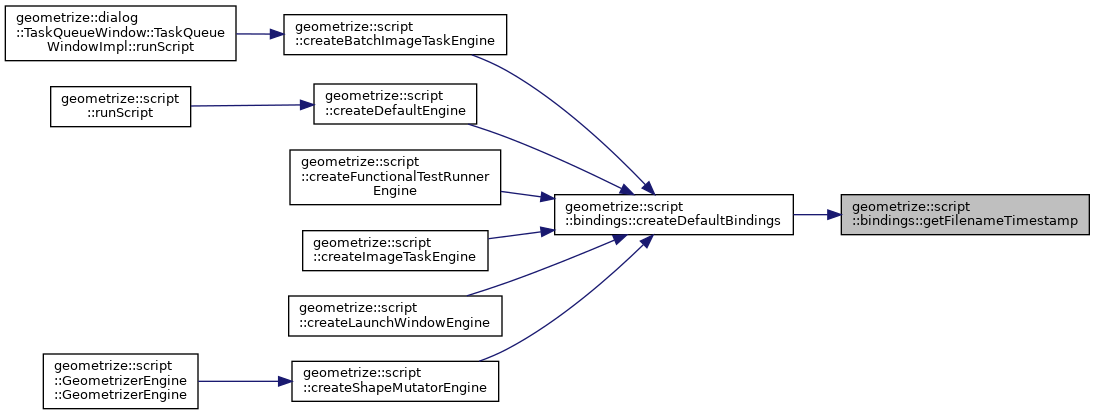 geometrize::dialog
::TaskQueueWindow::TaskQueue
WindowImpl::runScript
geometrize::script
::createBatchImageTaskEngine
geometrize::script
::runScript
geometrize::script
::createDefaultEngine
geometrize::script
::createFunctionalTestRunner
Engine
geometrize::script
::bindings::createDefaultBindings
geometrize::script
::bindings::getFilenameTimestamp
geometrize::script
::createImageTaskEngine
geometrize::script
::createLaunchWindowEngine
geometrize::script
::GeometrizerEngine
::GeometrizerEngine
geometrize::script
::createShapeMutatorEngine